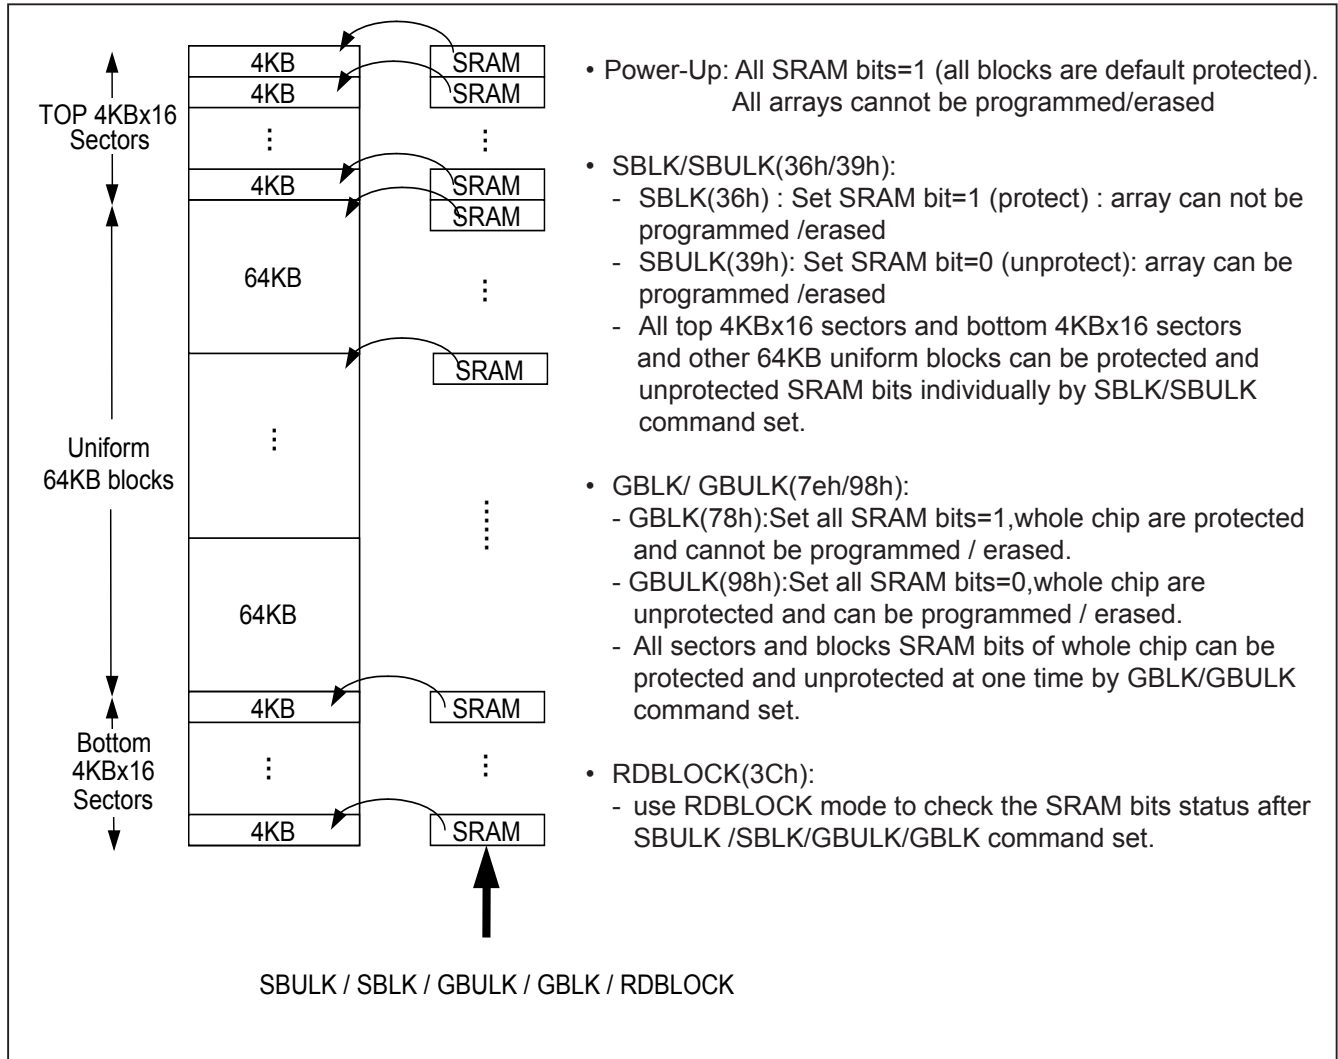 4KB
SRAM
4KB
SRAM
TOP 4KBx16
Sectors
4KB
SRAM
SRAM
64KB
SRAM
Uniform
64KB blocks
64KB
4KB
SRAM
Bottom
4KBx16
Sectors
4KB
SRAM
SBULK / SBLK / GBULK / GBLK / RDBLOCK
• Power-Up: All SRAM bits=1 (all blocks are default protected).
All arrays cannot be programmed/erased
• SBLK/SBULK(36h/39h):
- SBLK(36h) : Set SRAM bit=1 (protect) : array can not be
programmed /erased
- SBULK(39h): Set SRAM bit=0 (unprotect): array can be
programmed /erased
- All top 4KBx16 sectors and bottom 4KBx16 sectors
and other 64KB uniform blocks can be protected and
unprotected SRAM bits individually by SBLK/SBULK
command set.
• GBLK/ GBULK(7eh/98h):
- GBLK(78h):Set all SRAM bits=1,whole chip are protected
and cannot be programmed / erased.
- GBULK(98h):Set all SRAM bits=0,whole chip are
unprotected and can be programmed / erased.
- All sectors and blocks SRAM bits of whole chip can be
protected and unprotected at one time by GBLK/GBULK
command set.
• RDBLOCK(3Ch):
- use RDBLOCK mode to check the SRAM bits status after
SBULK /SBLK/GBULK/GBLK command set.